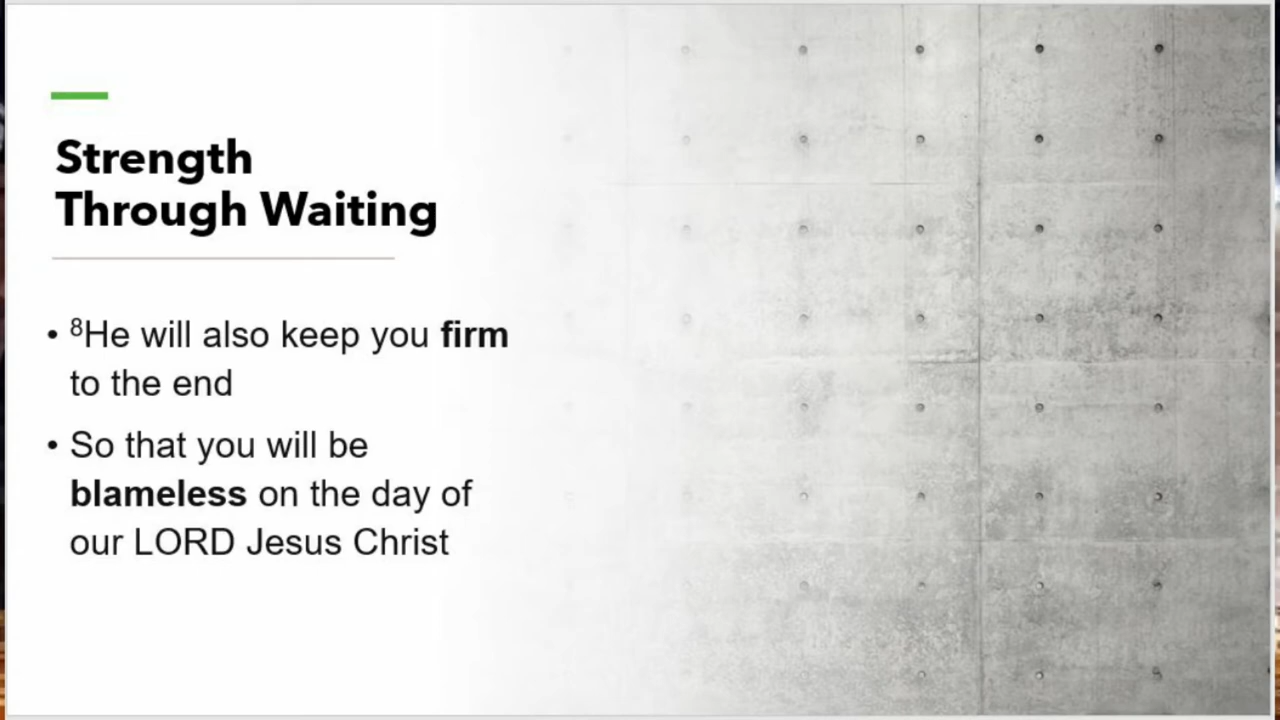 Strength
Through Waiting
• ⁸He will also keep you firm
to the end
• So that you will be
blameless on the day of
our LORD Jesus Christ